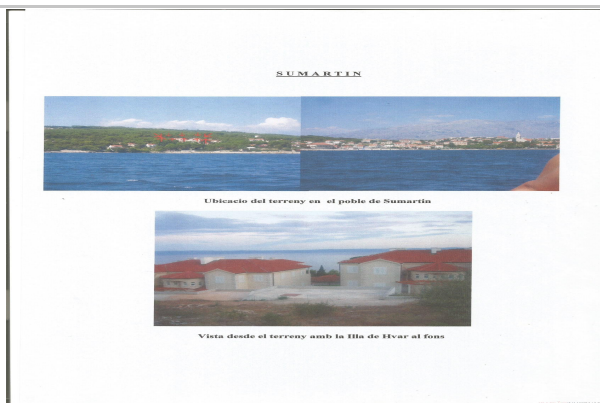 SUMARTIN
Ubicacio del terreny en el poble de Sumartin
Vista desde el terreny amb la Illa de Hvar al fons